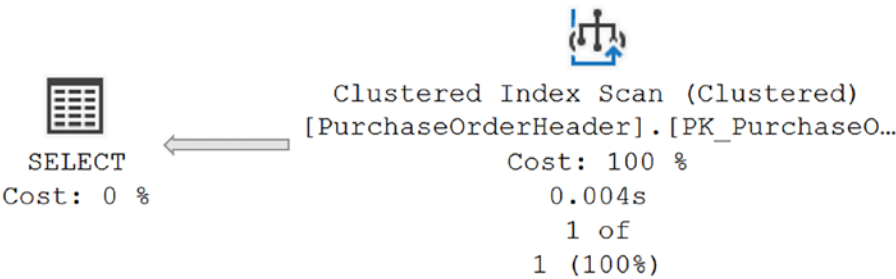 SELECT
Cost: 0 %
Clustered Index Scan (Clustered)
[PurchaseOrderHeader].[PK_PurchaseO…
Cost: 100 %
0.004s
1 of
1 (100%)